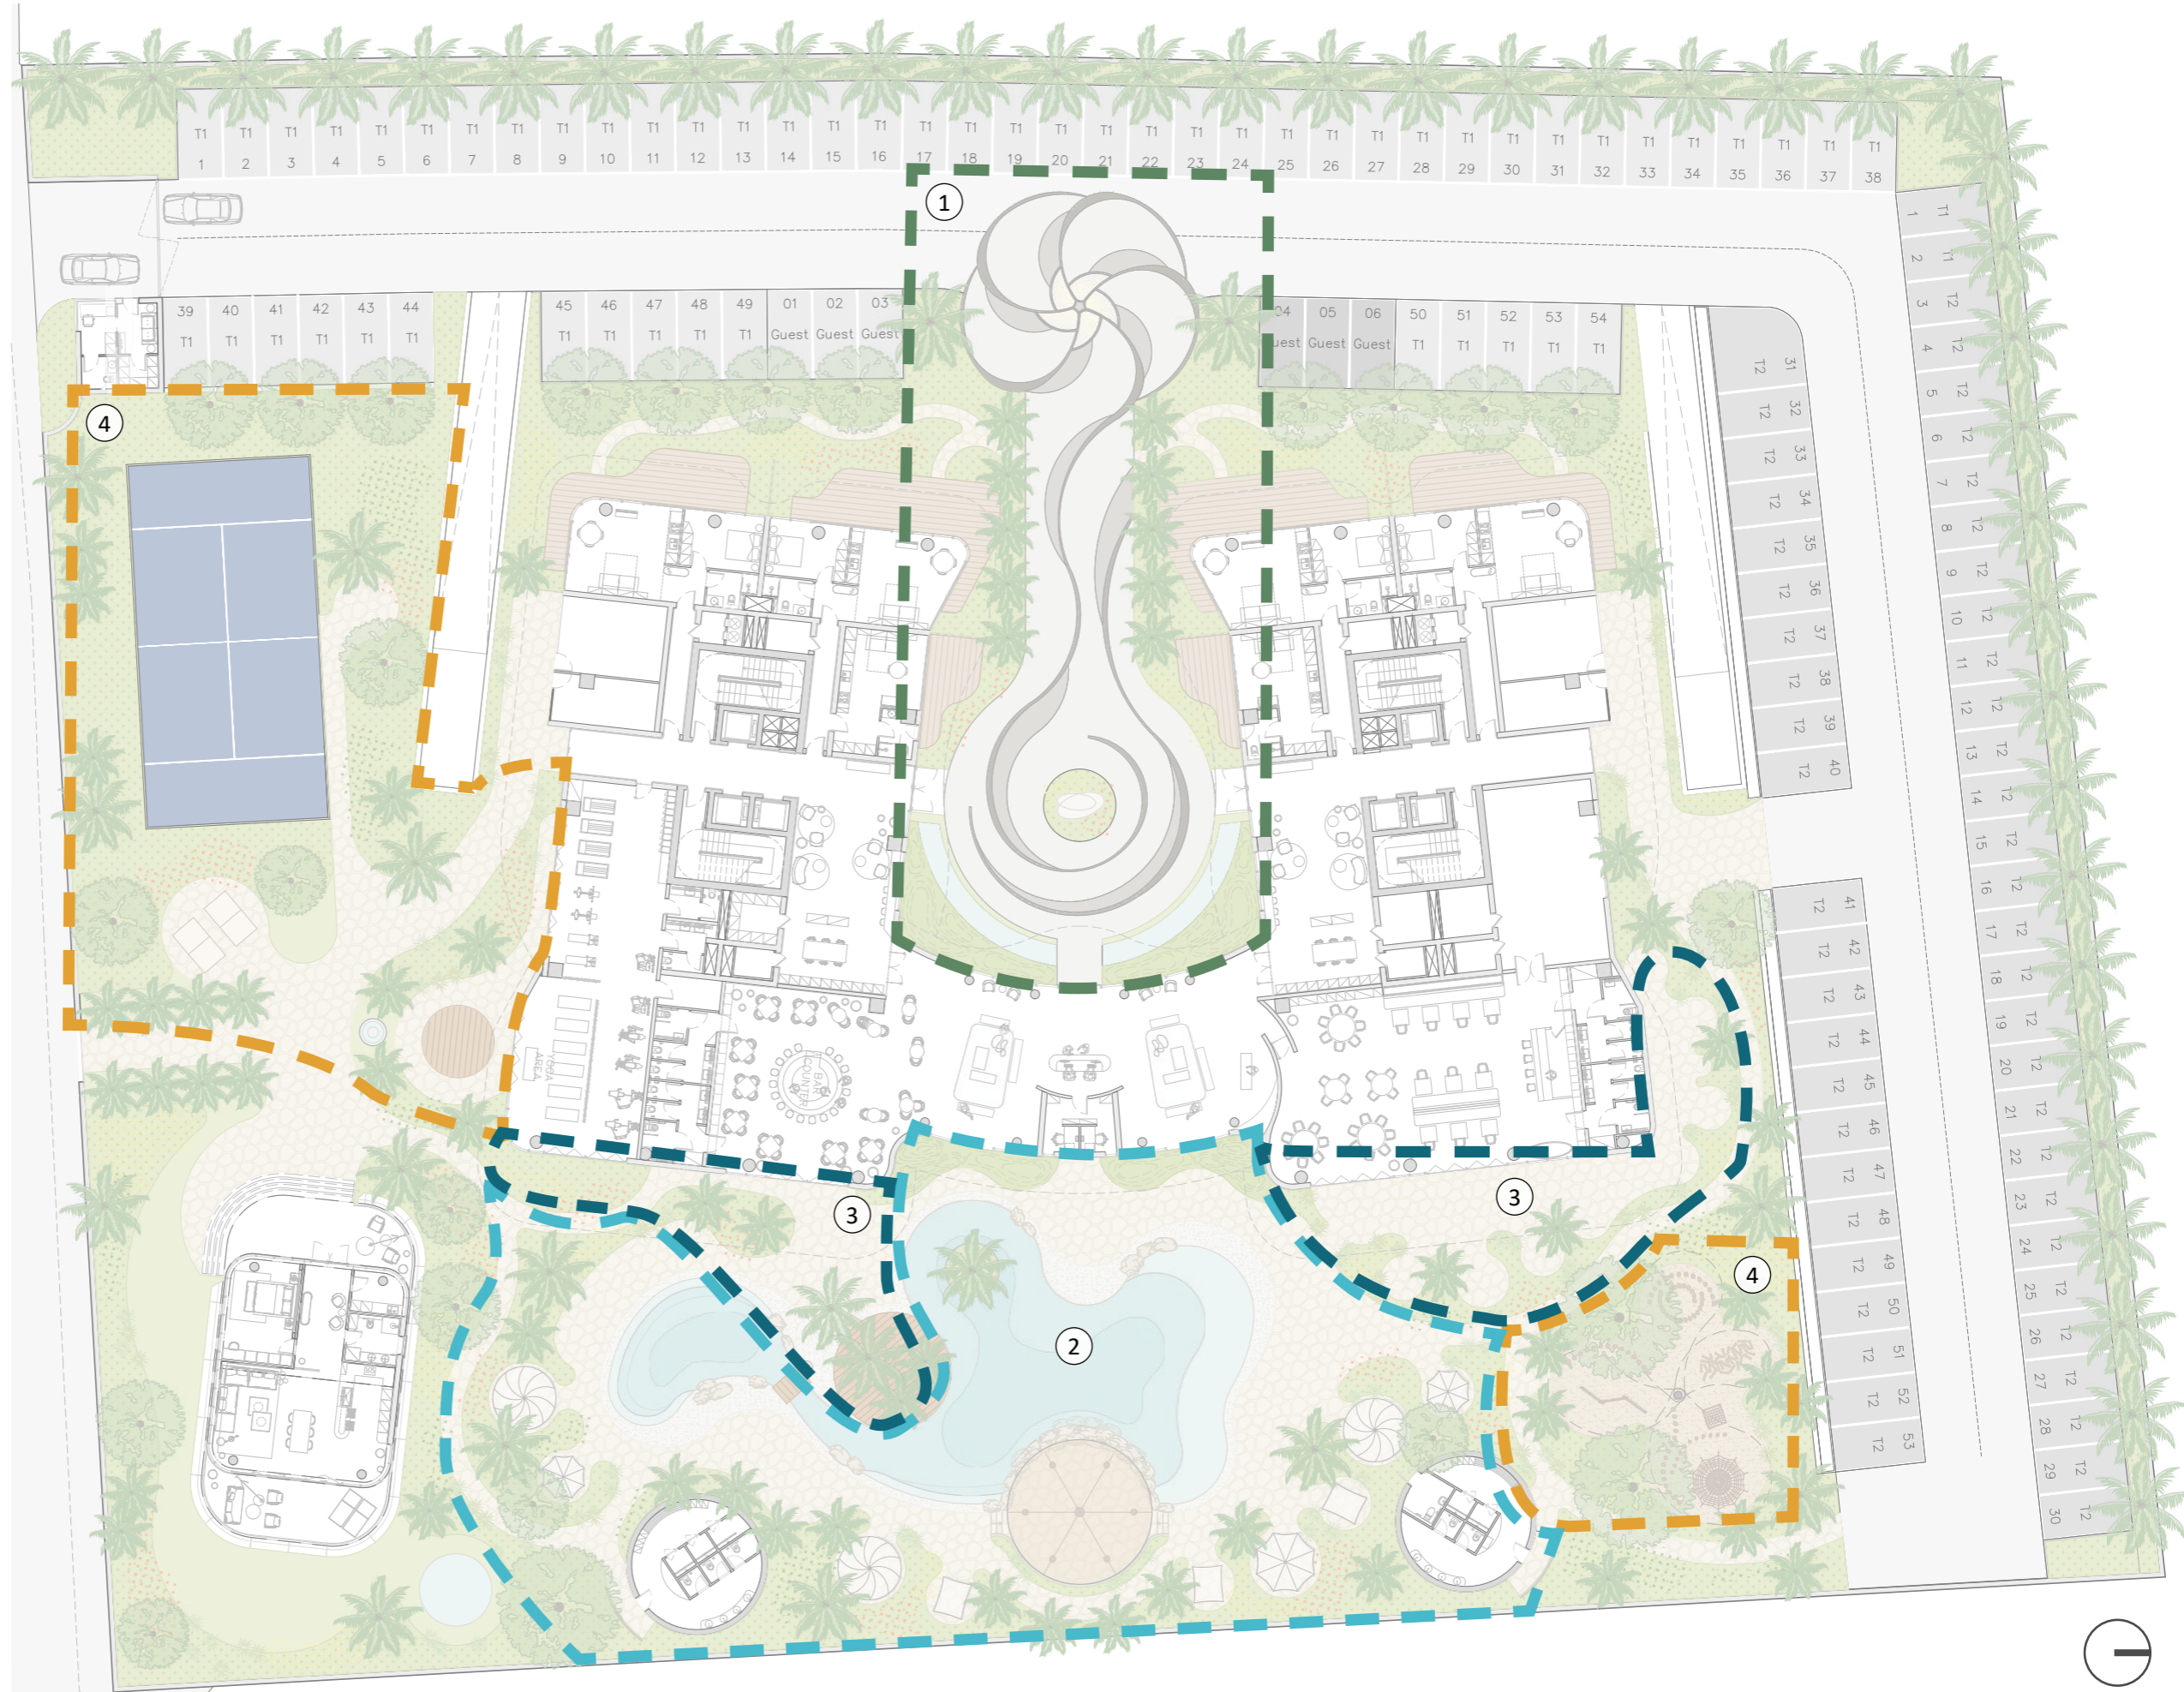 T1 T1 T1 T1 T1 T1 T1 T1 T1 T1 T1 T1 T1 T1 T1 T1 T1 T1 T1 T1 T1 T1 T1 T1 T1 T1 T1 T1 T1 T1 T1 T1 T1 T1 T1 T1 T1 T1
1 2 3 4 5 6 7 8 9 10 11 12 13 14 15 16 17 18 19 20 21 22 23 24 25 26 27 28 29 30 31 32 33 34 35 36 37 38
1
39 40 41 42 43 44
T1 T1 T1 T1 T1 T1
45 46 47 48 49 01 02 03
T1 T1 T1 T1 T1 Guest Guest Guest
04 05 06 50 51 52 53 54
uest Guest Guest T1 T1 T1 T1 T1
4
1 T1
2 T1
3 T2
4 T2
5 T2
6 T2
7 T2
8 T2
9 T2
10 T2
11 T2
12 T2
13 T2
14 T2
15 T2
16 T2
17 T2
18 T2
19 T2
20 T2
21 T2
22 T2
23 T2
24 T2
25 T2
26 T2
27 T2
28 T2
29 T2
30 T2
T2 31
T2 32
T2 33
T2 34
T2 35
T2 36
T2 37
T2 38
T2 39
T2 40
T2 41
T2 42
T2 43
T2 44
T2 45
T2 46
T2 47
T2 48
T2 49
T2 50
T2 51
T2 52
T2 53
YOGA
AREA
BAR
COUNTER
3
3
4
2